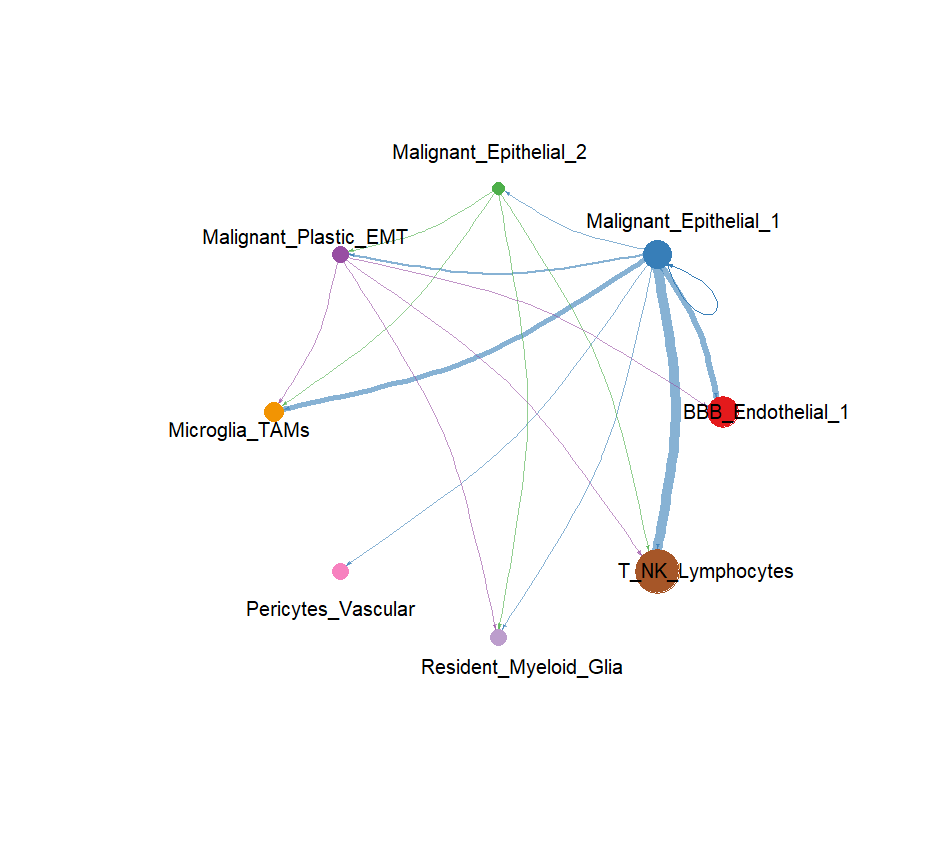 Malignant_Epithelial_2
Malignant_Epithelial_1
Malignant_Plastic_EMT
BBB_Endothelial_1
Microglia_TAMs
T_NK_Lymphocytes
Pericytes_Vascular
Resident_Myeloid_Glia